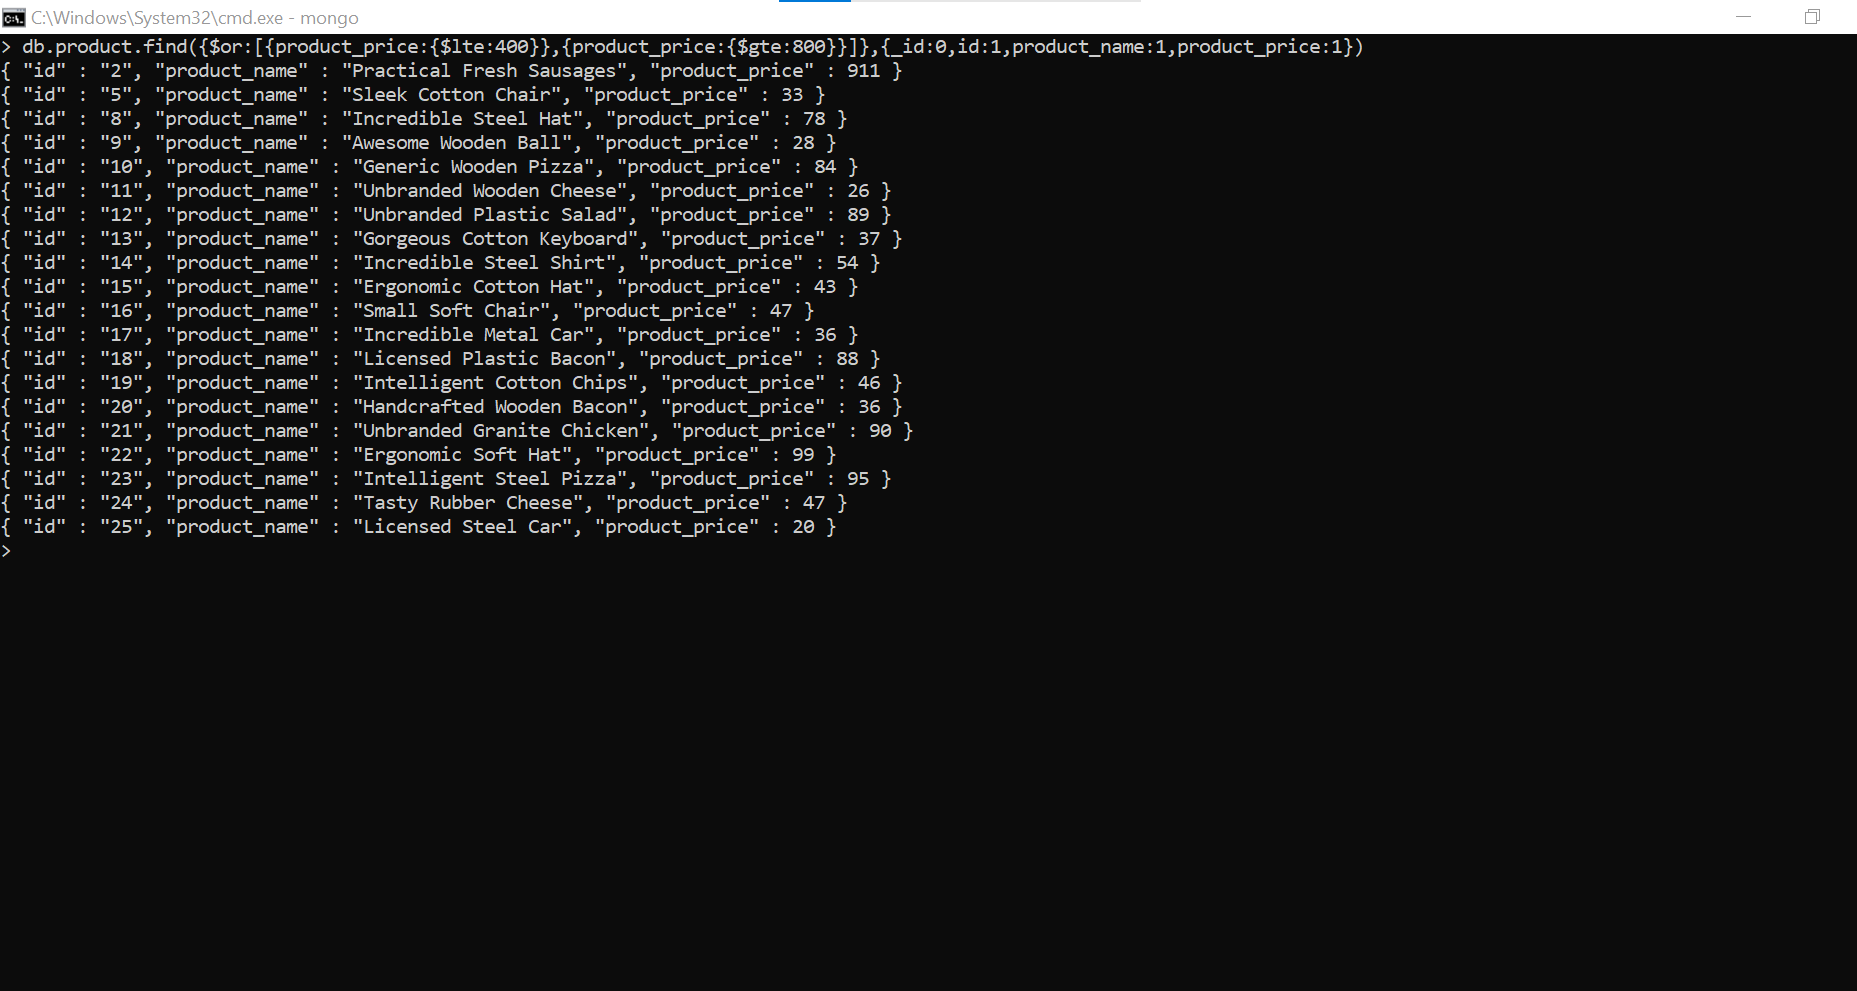 C:\Windows\System32\cmd.exe - mongo
> db.product.find({$or:[{product_price:{$lte:400}},{product_price:{$gte:800}}]},{_id:0,id:1,product_name:1,product_price:1})
{ "id" : "2", "product_name" : "Practical Fresh Sausages", "product_price" : 911 }
{ "id" : "5", "product_name" : "Sleek Cotton Chair", "product_price" : 33 }
{ "id" : "8", "product_name" : "Incredible Steel Hat", "product_price" : 78 }
{ "id" : "9", "product_name" : "Awesome Wooden Ball", "product_price" : 28 }
{ "id" : "10", "product_name" : "Generic Wooden Pizza", "product_price" : 84 }
{ "id" : "11", "product_name" : "Unbranded Wooden Cheese", "product_price" : 26 }
{ "id" : "12", "product_name" : "Unbranded Plastic Salad", "product_price" : 89 }
{ "id" : "13", "product_name" : "Gorgeous Cotton Keyboard", "product_price" : 37 }
{ "id" : "14", "product_name" : "Incredible Steel Shirt", "product_price" : 54 }
{ "id" : "15", "product_name" : "Ergonomic Cotton Hat", "product_price" : 43 }
{ "id" : "16", "product_name" : "Small Soft Chair", "product_price" : 47 }
{ "id" : "17", "product_name" : "Incredible Metal Car", "product_price" : 36 }
{ "id" : "18", "product_name" : "Licensed Plastic Bacon", "product_price" : 88 }
{ "id" : "19", "product_name" : "Intelligent Cotton Chips", "product_price" : 46 }
{ "id" : "20", "product_name" : "Handcrafted Wooden Bacon", "product_price" : 36 }
{ "id" : "21", "product_name" : "Unbranded Granite Chicken", "product_price" : 90 }
{ "id" : "22", "product_name" : "Ergonomic Soft Hat", "product_price" : 99 }
{ "id" : "23", "product_name" : "Intelligent Steel Pizza", "product_price" : 95 }
{ "id" : "24", "product_name" : "Tasty Rubber Cheese", "product_price" : 47 }
{ "id" : "25", "product_name" : "Licensed Steel Car", "product_price" : 20 }
>